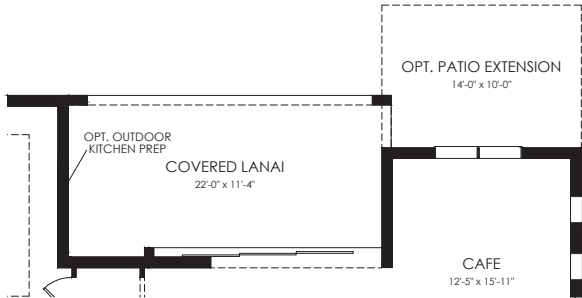 OPT. PATIO EXTENSION
14'-0" x 10'-0"
OPT. OUTDOOR
KITCHEN PREP
COVERED LANAI
22'-0" x 11'-4"
CAFE
12'-5" x 15'-11"